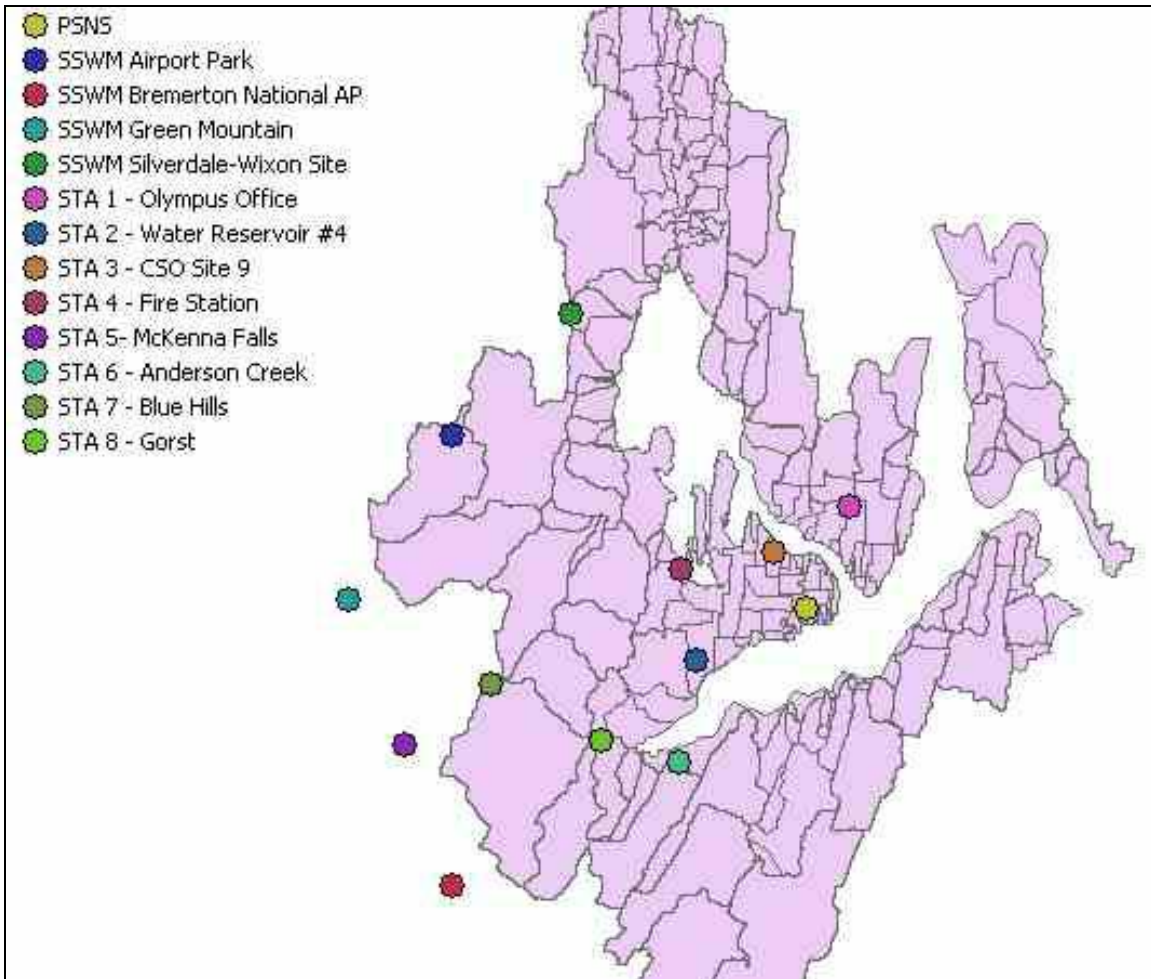 PSNS
SSWM Airport Park
SSWM Bremerton National AP
SSWM Green Mountain
SSWM Silverdale-Wixon Site
STA 1 - Olympus Office
STA 2 - Water Reservoir #4
STA 3 - CSO Site 9
STA 4 - Fire Station
STA 5- McKenna Falls
STA 6 - Anderson Creek
STA 7 - Blue Hills
STA 8 - Gorst